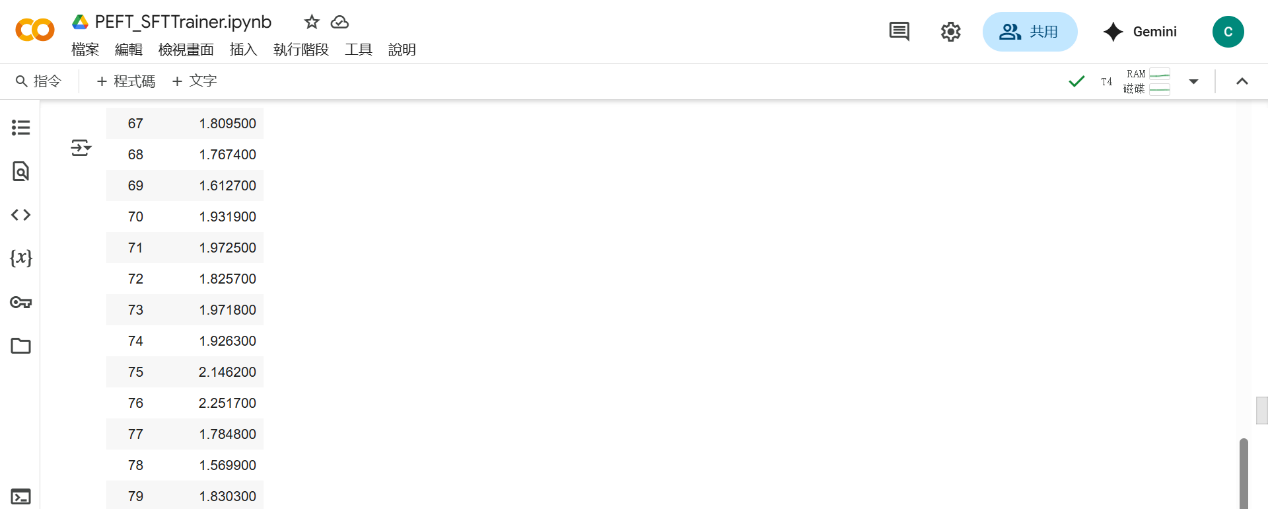 PEFT_SFTTrainer.ipynb
檔案 編輯 檢視畫面 插入 執行階段 工具 說明
共用
Gemini
C
指令 + 程式碼 + 文字
T4
RAM
磁碟
67 1.809500
68 1.767400
69 1.612700
70 1.931900
71 1.972500
72 1.825700
73 1.971800
74 1.926300
75 2.146200
76 2.251700
77 1.784800
78 1.569900
79 1.830300